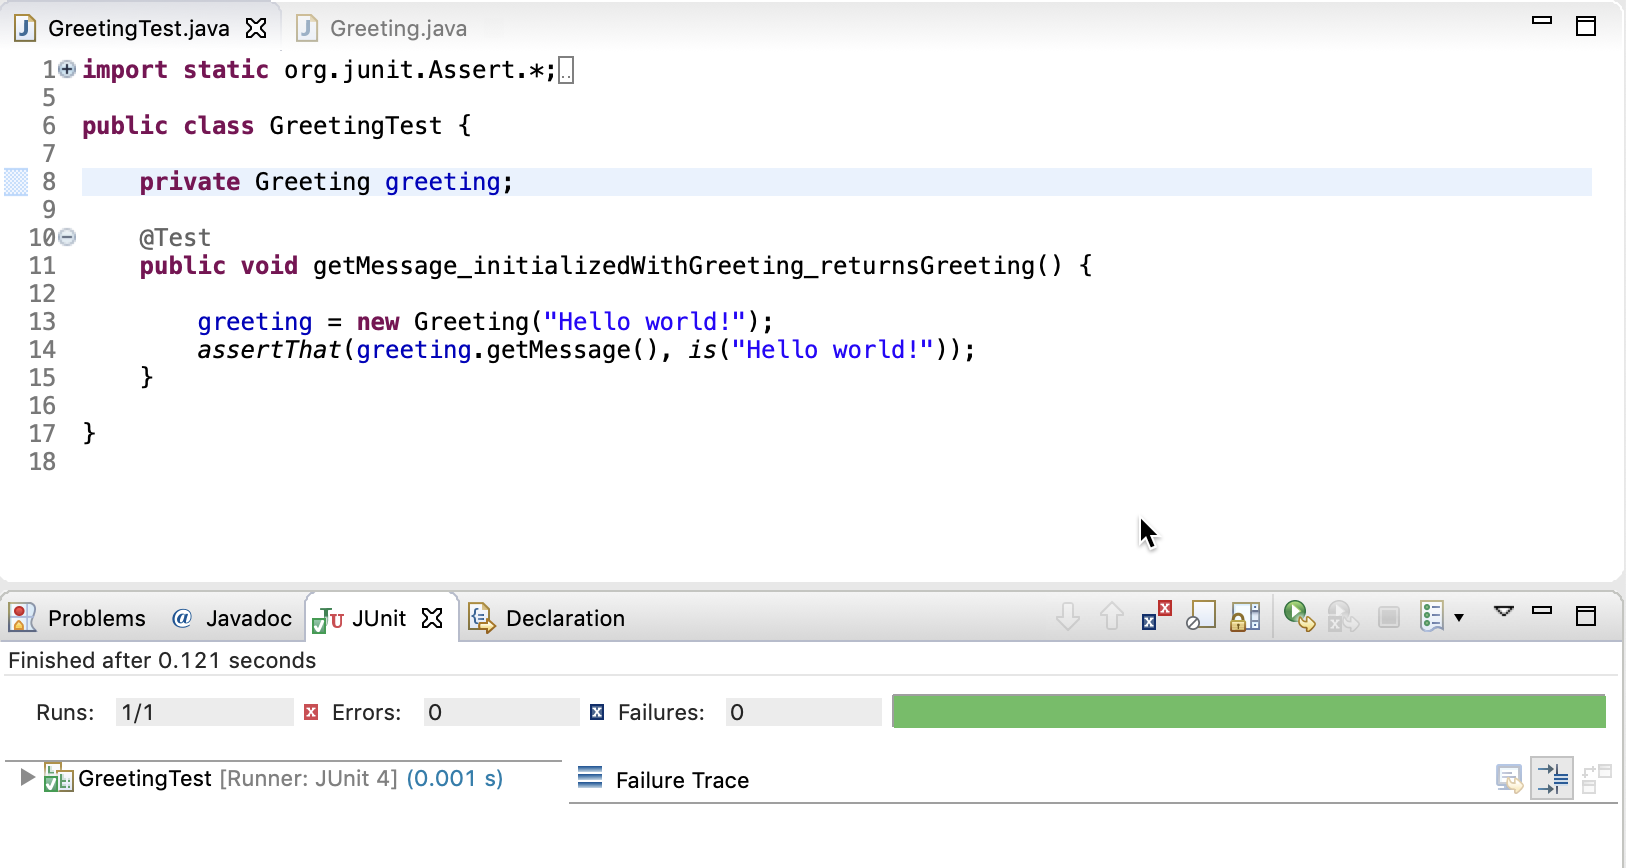 GreetingTest.java Greeting.java
1 import static org.junit.Assert.*;
5
6 public class GreetingTest {
7
8 private Greeting greeting;
9
10 @Test
11 public void getMessage_initializedWithGreeting_returnsGreeting() {
12
13 greeting = new Greeting("Hello world!");
14 assertThat(greeting.getMessage(), is("Hello world!"));
15 }
16
17 }
18
Problems @ Javadoc JUnit Declaration
Finished after 0.121 seconds
Runs: 1/1 Errors: 0 Failures: 0
GreetingTest [Runner: JUnit 4] (0.001 s) Failure Trace